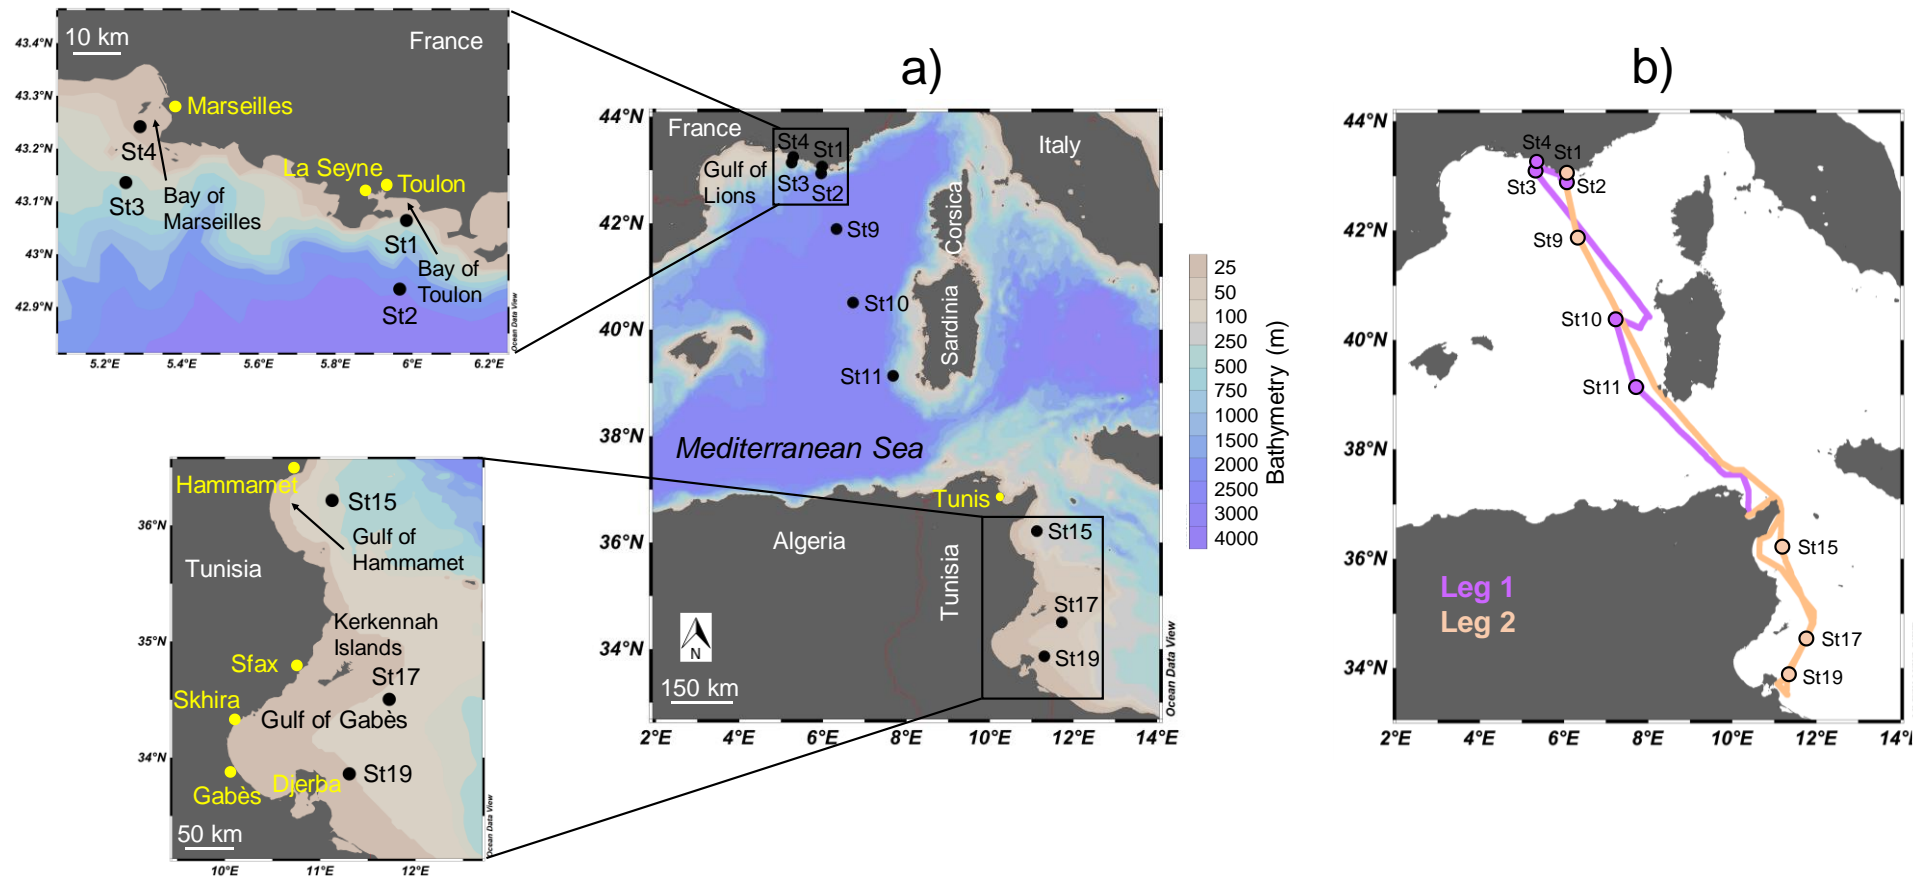 10 km
France
43.4°N
43.3°N
43.2°N
43.1°N
43°N
42.9°N
Marseilles
St4
La Seyne
Toulon
St3
Bay of
Marseilles
St1
Bay of
Toulon
St2
Ocean Data View
5.2°E
5.4°E
5.6°E
5.8°E
6°E
6.2°E
Hammamet
St15
36°N
Gulf of
Hammamet
Tunisia
Kerkennah
Islands
35°N
Sfax
St17
Skhira
Gulf of Gabès
34°N
Djerba
St19
Gabès
50 km
Ocean Data View
10°E
11°E
12°E
a)
44°N
42°N
40°N
38°N
36°N
34°N
France
Italy
St4
St1
Gulf of
Lions
St3
St2
Corsica
St9
St10
Sardinia
St11
Mediterranean Sea
Tunis
Algeria
Tunisia
St15
St17
St19
N
150 km
Ocean Data View
2°E
4°E
6°E
8°E
10°E
12°E
14°E
25
50
100
250
500
750
1000
1500
2000
2500
3000
4000
Bathymetry (m)
b)
44°N
42°N
40°N
38°N
36°N
34°N
St4
St1
St3
St2
St9
St10
St11
St15
Leg 1
Leg 2
St17
St19
2°E
4°E
6°E
8°E
10°E
12°E
14°